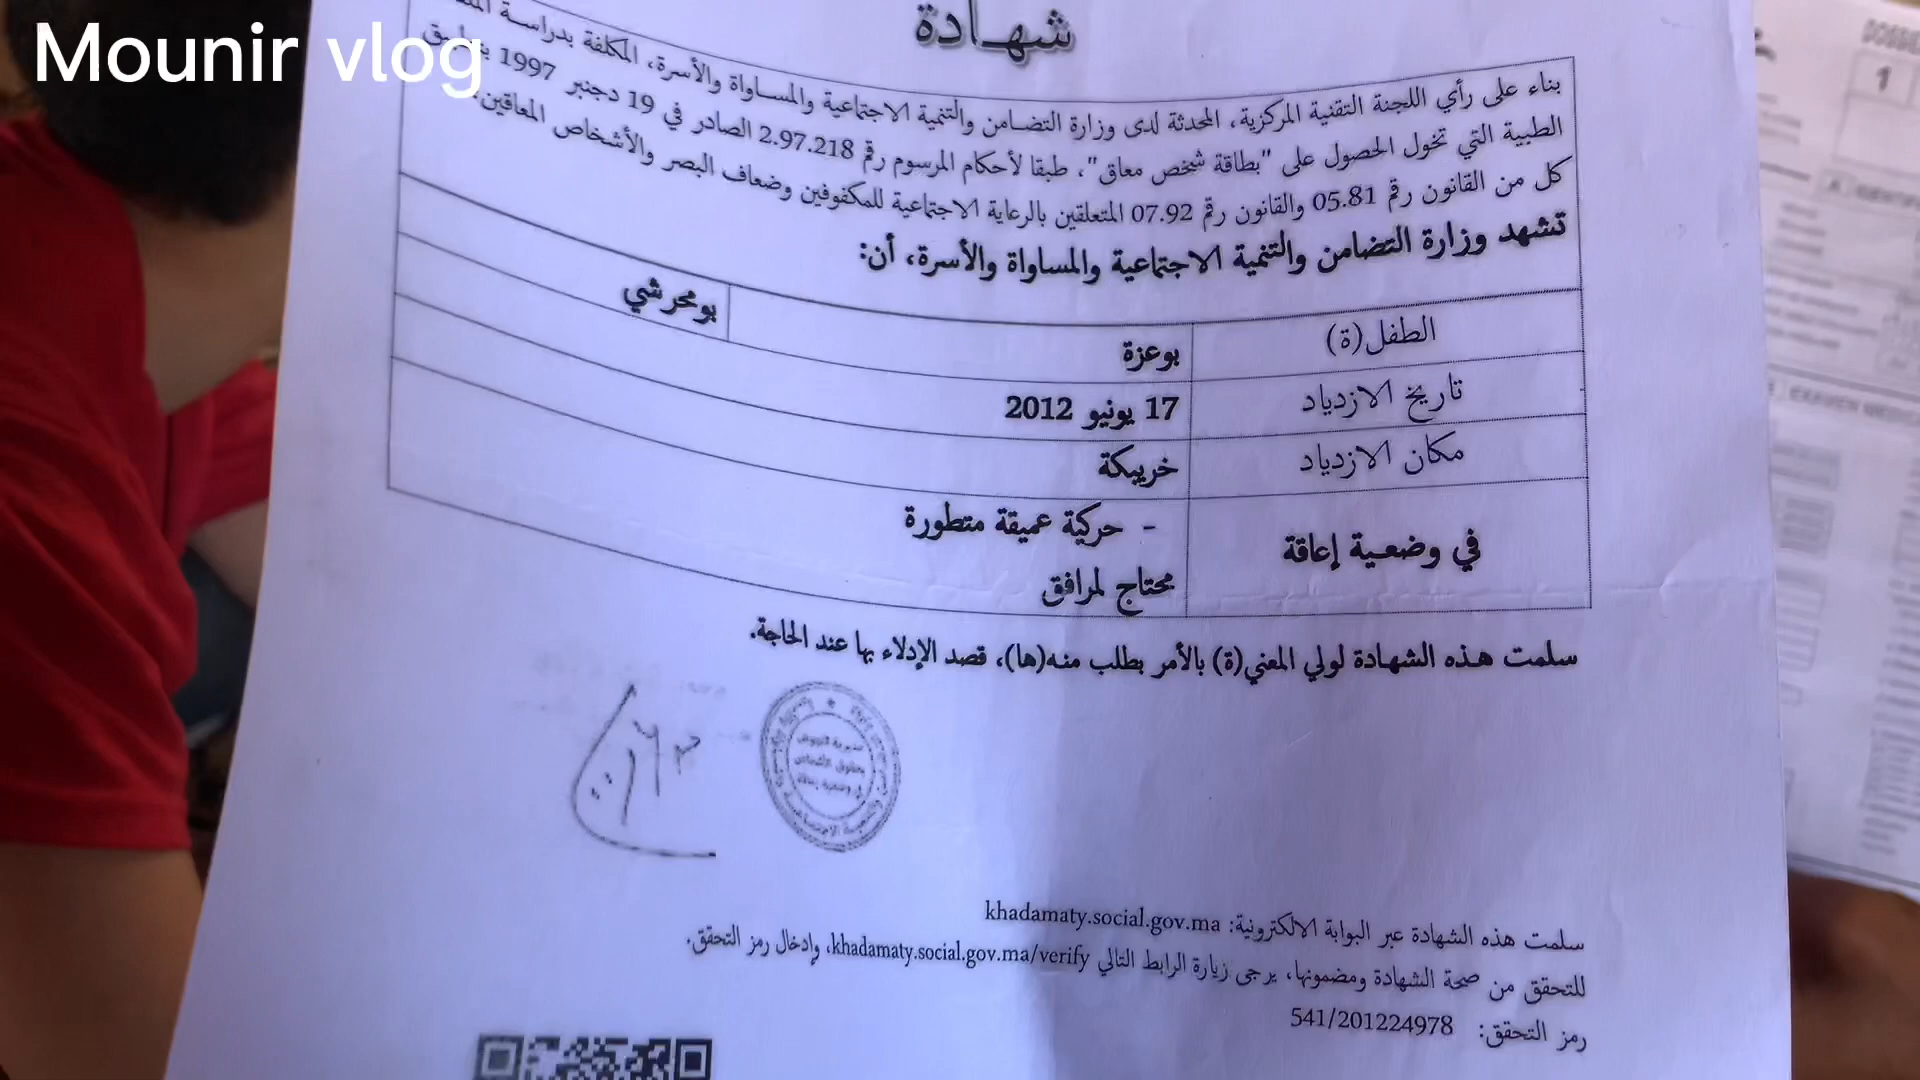 Mounir vlog
شهادة
بناء على رأي اللجنة التقنية المركزية، المحدثة لدى وزارة التضامن والتنمية الاجتماعية والمساواة والأسرة، المكلفة بدراسة
الطبية التي تخول الحصول على "بطاقة شخص معاق"، طبقا لأحكام المرسوم رقم 2.97.218 الصادر في 19 دجنبر 1997 بتطبيق
كل من القانون رقم 05.81 والقانون رقم 07.92 المتعلقين بالرعاية الاجتماعية للمكفوفين وضعاف البصر والأشخاص المعاقين.
تشهد وزارة التضامن والتنمية الاجتماعية والمساواة والأسرة، أن:
الطفل(ة) بوعزة بومحرشي
تاريخ الازدياد 17 يونيو 2012
مكان الازدياد خريبكة
في وضعية إعاقة - حركية عميقة متطورة
محتاج لمرافق
سلمت هذه الشهادة لولي المعني(ة) بالأمر بطلب منه(ها)، قصد الإدلاء بها عند الحاجة.
سلمت هذه الشهادة عبر البوابة الالكترونية: khadamaty.social.gov.ma
للتحقق من صحة الشهادة ومضمونها، يرجى زيارة الرابط التالي khadamaty.social.gov.ma/verify، وإدخال رمز التحقق.
رمز التحقق: 541/201224978
DOSSIER
1